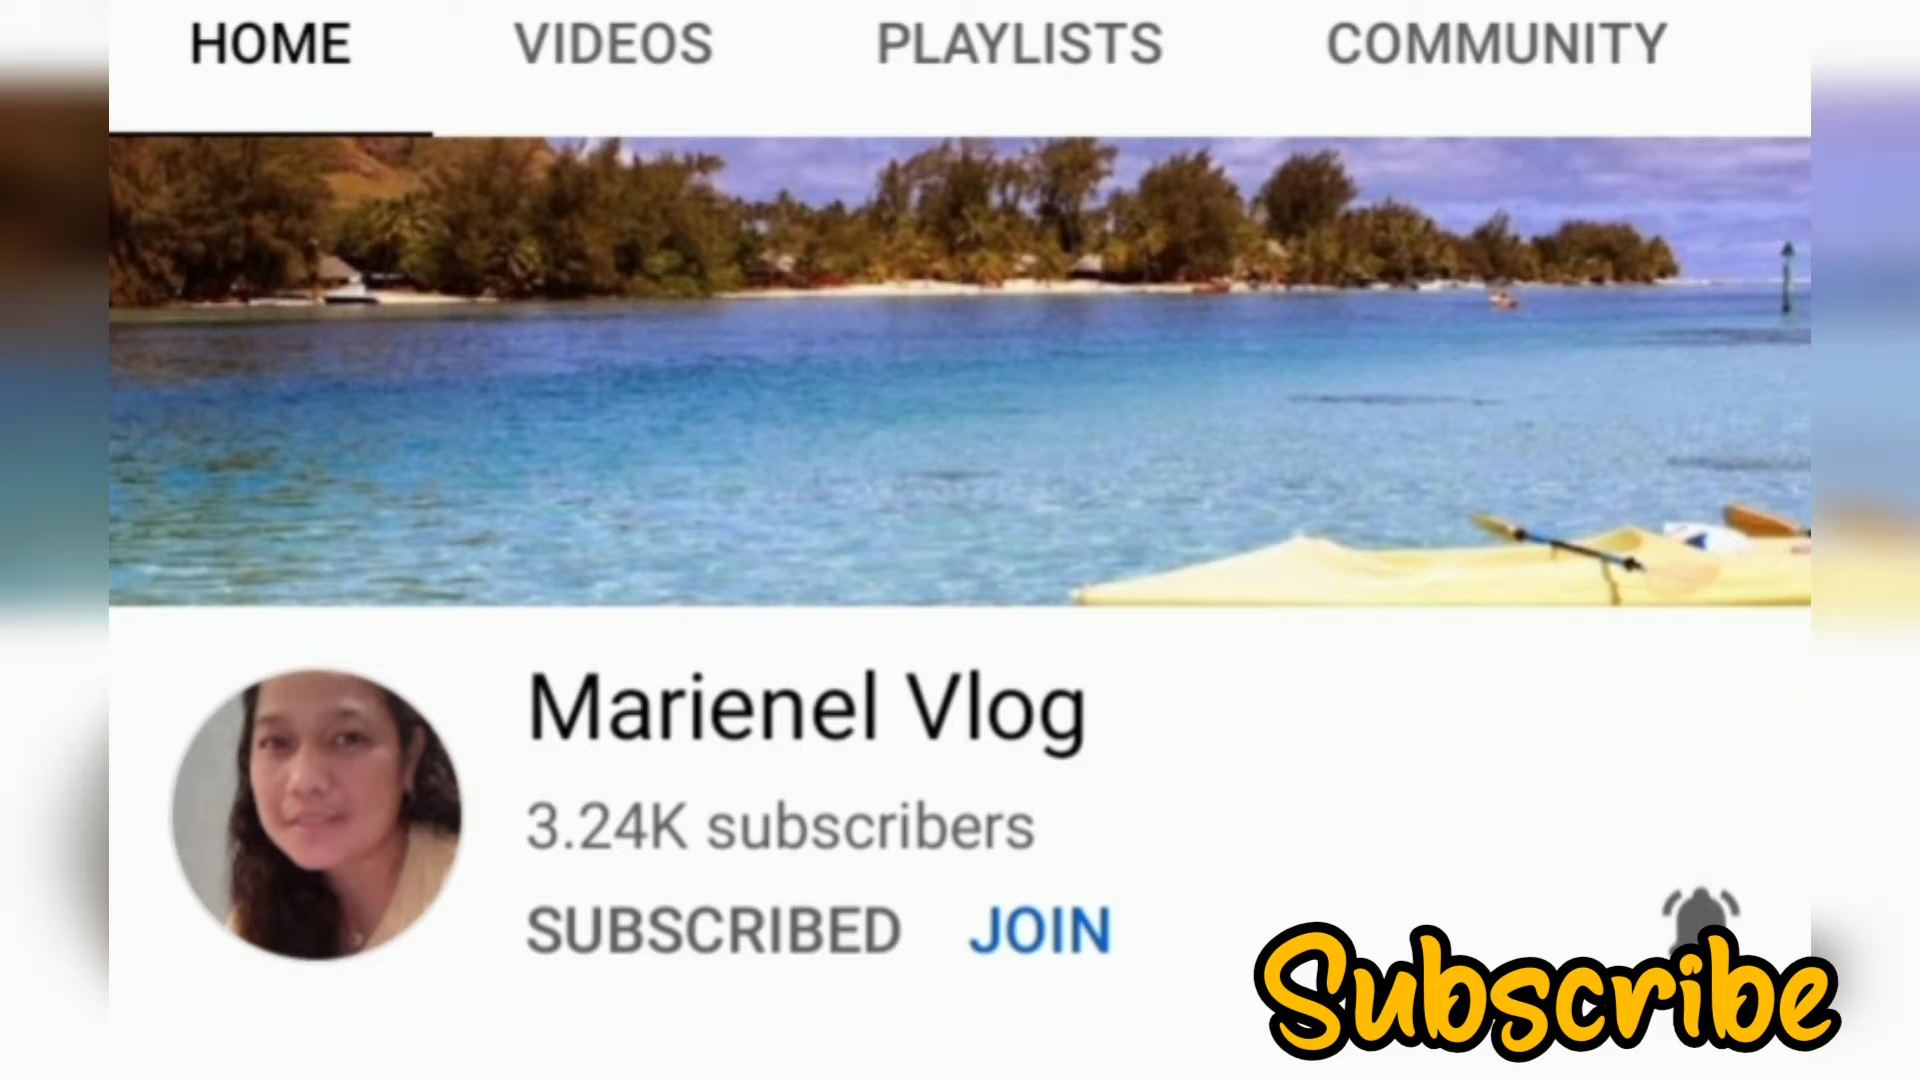 HOME VIDEOS PLAYLISTS COMMUNITY
Marienel Vlog
3.24K subscribers
SUBSCRIBED JOIN
Subscribe